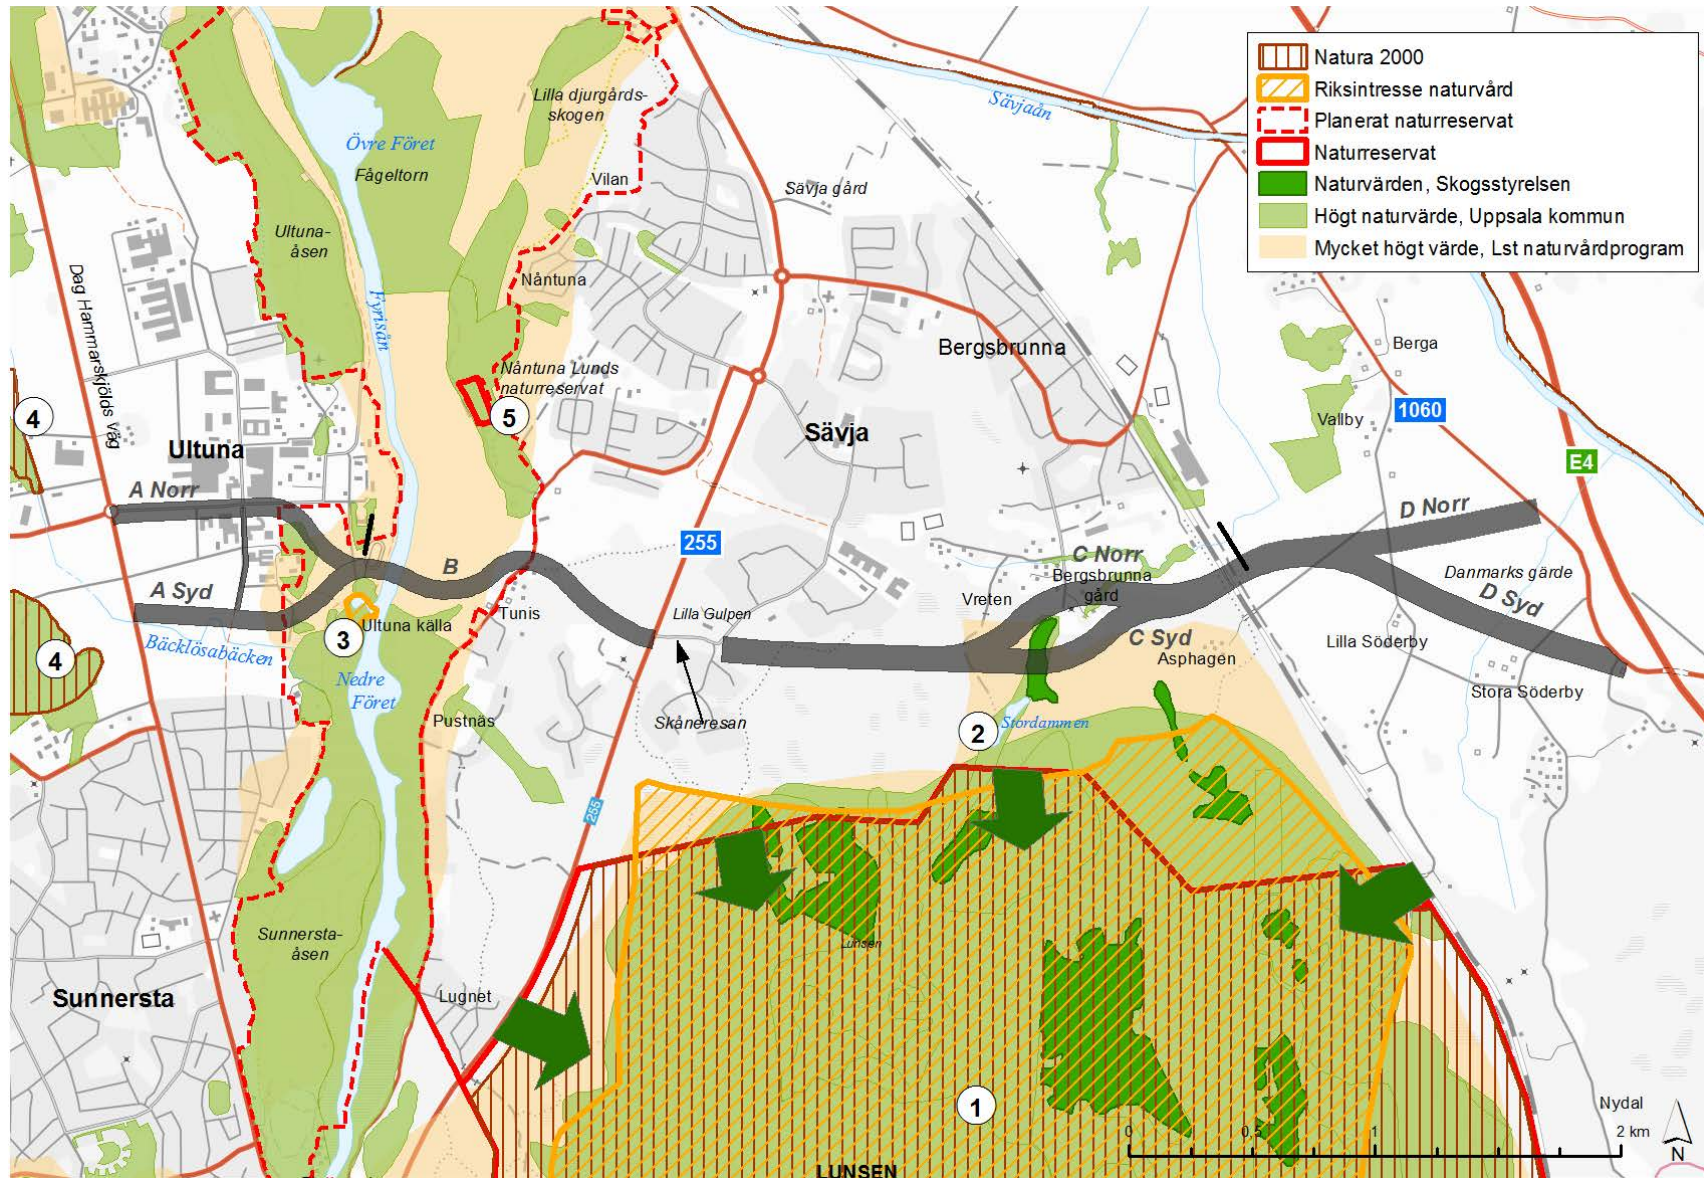 Natura 2000
Riksintresse naturvård
Planerat naturreservat
Naturreservat
Naturvärden, Skogsstyrelsen
Högt naturvärde, Uppsala kommun
Mycket högt värde, Lst naturvårdprogram
Lilla djurgårds-
skogen
Sävjaån
Övre Föret
Fågeltorn
Vilan
Sävja gård
Ultuna-
åsen
Nåntuna
Dag Hammarskjölds väg
Fyrisån
Bergsbrunna
Berga
Nåntuna Lunds
naturreservat
4
5
Vallby
1060
Sävja
Ultuna
E4
A Norr
D Norr
255
B
C Norr
Bergsbrunna
gård
Danmarks gärde
A Syd
Vreten
D Syd
Tunis
Lilla Gulpen
3
Ultuna källa
C Syd
Asphagen
Lilla Söderby
Bäcklösabäcken
4
Nedre
Föret
Stora Söderby
Pustnäs
Skåneresan
2
Stordammen
255
Sunnersta-
åsen
Lunsen
Sunnersta
Lugnet
1
Nydal
0
0,5
1
2 km
N
LUNSEN